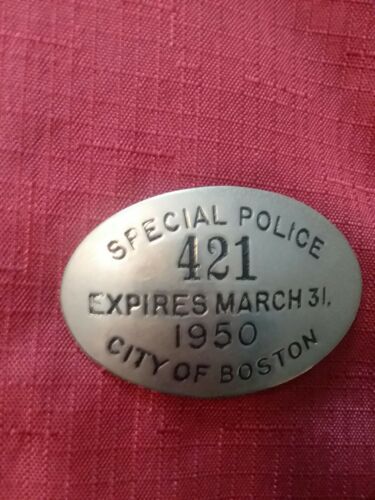 SPECIAL POLICE
421
EXPIRES MARCH 31,
1950
CITY OF BOSTON